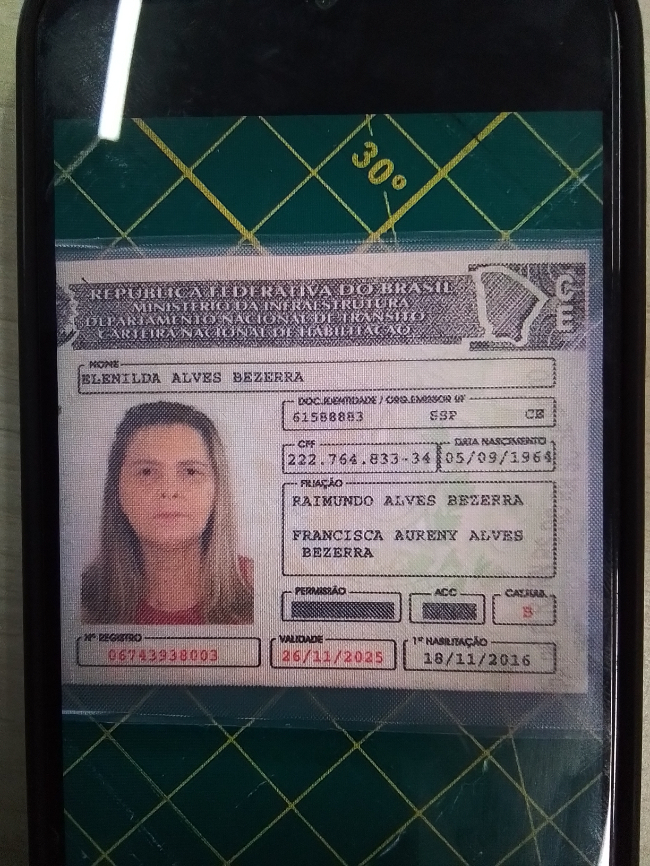 30°
REPÚBLICA FEDERATIVA DO BRASIL
MINISTÉRIO DA INFRAESTRUTURA
DEPARTAMENTO NACIONAL DE TRÂNSITO
CARTEIRA NACIONAL DE HABILITAÇÃO
CE
NOME
ELENILDA ALVES BEZERRA
DOC.IDENTIDADE / ORG.EMISSOR UF
61588883 SSP CE
CPF DATA NASCIMENTO
222.764.833-34 05/09/1964
FILIAÇÃO
RAIMUNDO ALVES BEZERRA
FRANCISCA AURENY ALVES
BEZERRA
PERMISSÃO ACC CAT.HAB.
B
Nº REGISTRO VALIDADE 1ª HABILITAÇÃO
06743938003 26/11/2025 18/11/2016